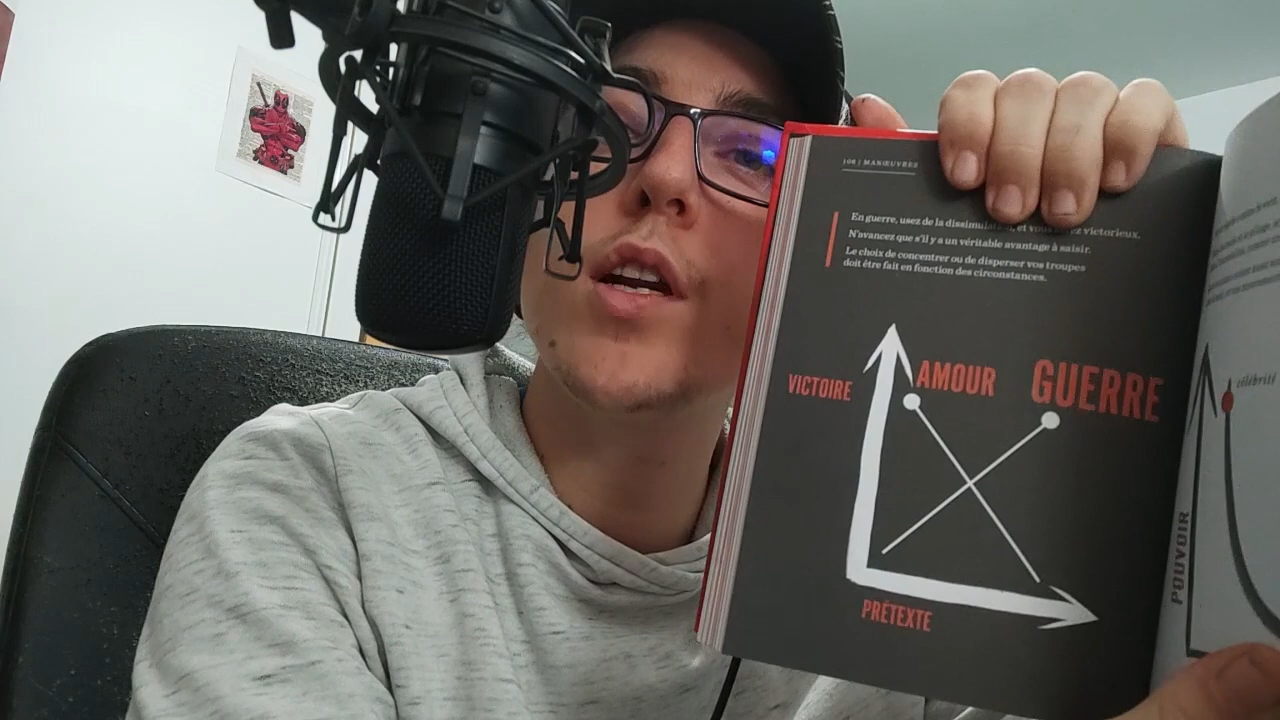 108 | MANŒUVRES
En guerre, usez de la dissimulation, et vous victorieux.
N'avancez que s'il y a un véritable avantage à saisir.
Le choix de concentrer ou de disperser vos troupes
doit être fait en fonction des circonstances.
VICTOIRE
AMOUR
GUERRE
PRÉTEXTE
célébrité
POUVOIR